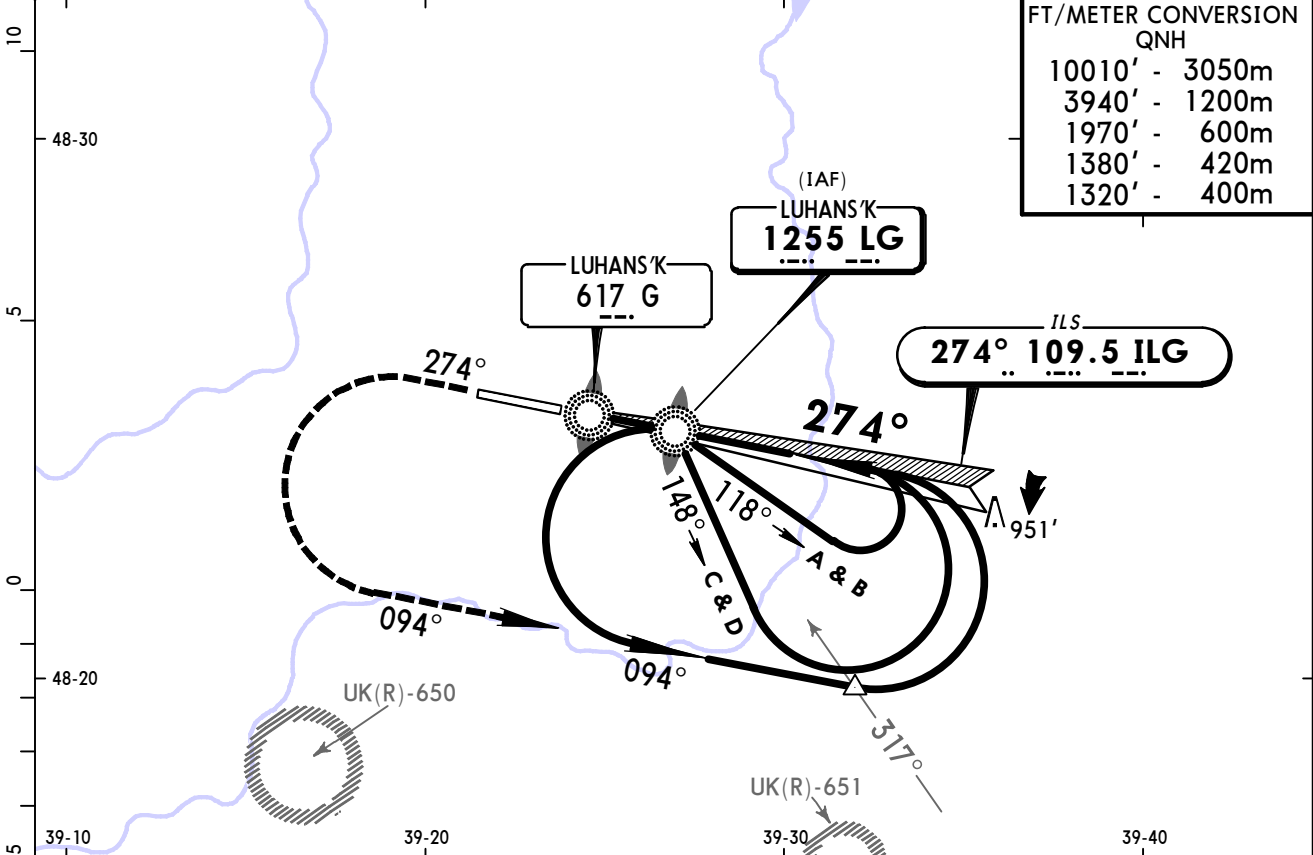 FT/METER CONVERSION
QNH
10010' - 3050m
3940' - 1200m
1970' - 600m
1380' - 420m
1320' - 400m
10
48-30
(IAF)
LUHANS'K
1255 LG
LUHANS'K
617 G
5
ILS
274° 109.5 ILG
274°
274°
951'
148°
C & D
118°
A & B
0
094°
094°
48-20
UK(R)-650
317°
UK(R)-651
39-10
39-20
39-30
39-40
5